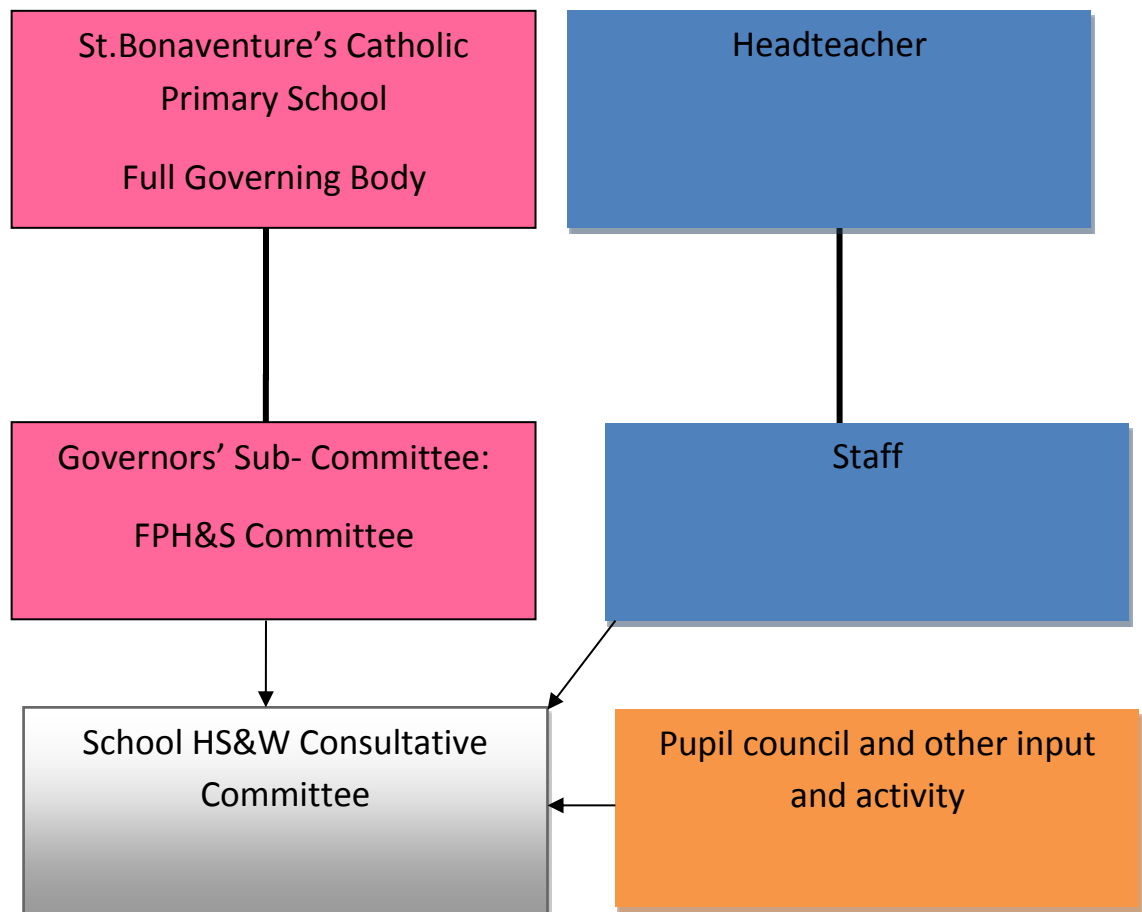 St.Bonaventure’s Catholic
Primary School
Full Governing Body
Headteacher
Governors’ Sub- Committee:
FPH&S Committee
Staff
School HS&W Consultative
Committee
Pupil council and other input
and activity